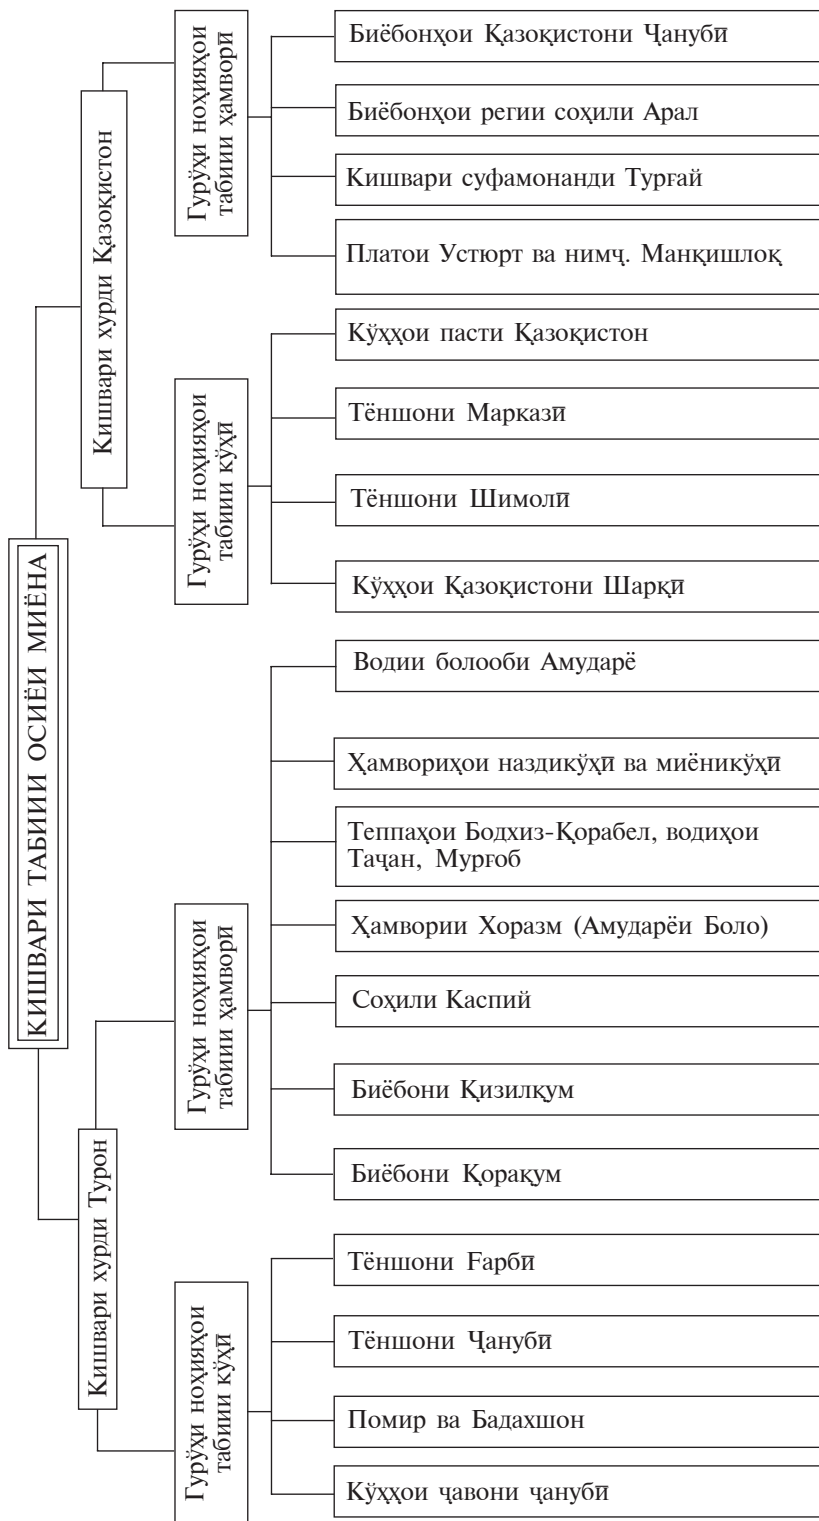 КИШВАРИ ТАБИИИ ОСИЁИ МИЁНА
Кишвари хурди Қазоқистон
Гурӯҳи ноҳияҳои
табиии ҳамворӣ
Биёбонҳои Қазоқистони Ҷанубӣ
Биёбонҳои регии соҳили Арал
Кишвари суфамонанди Турғай
Платои Устюрт ва нимҷ. Манқишлоқ
Гурӯҳи ноҳияҳои
табиии кӯҳӣ
Кӯҳҳои пасти Қазоқистон
Тёншони Марказӣ
Тёншони Шимолӣ
Кӯҳҳои Қазоқистони Шарқӣ
Кишвари хурди Турон
Гурӯҳи ноҳияҳои
табиии ҳамворӣ
Водии болооби Амударё
Ҳамвориҳои наздикӯҳӣ ва миёникӯҳӣ
Теппаҳои Бодхиз-Қорабел, водиҳои
Таҷан, Мурғоб
Ҳамвории Хоразм (Амударёи Боло)
Соҳили Каспий
Биёбони Қизилқум
Биёбони Қорақум
Гурӯҳи ноҳияҳои
табиии кӯҳӣ
Тёншони Ғарбӣ
Тёншони Ҷанубӣ
Помир ва Бадахшон
Кӯҳҳои ҷавони ҷанубӣ